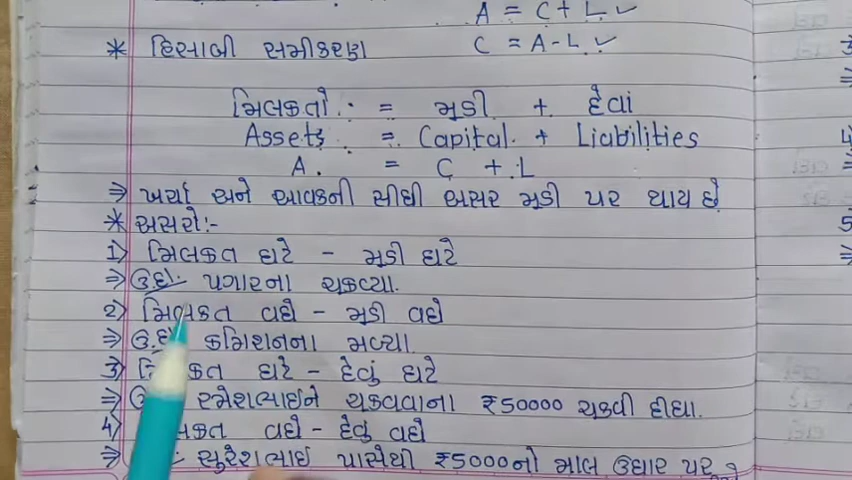 A = C + L ✓
* હિસાબી સમીકરણ C = A - L ✓
મિલકતો = મૂડી + દેવાં
Assets = Capital + Liabilities
A. = C + L
⇒ ખર્ચા અને આવકની સીધી અસર મૂડી પર થાય છે
* અસરો:-
1) મિલકત ઘટે - મૂડી ઘટે
⇒ ઉદા. પગારના ચૂકવ્યા.
2) મિલકત વધે - મૂડી વધે
⇒ ઉ.દા કમિશનના મળ્યા
3) ઘટે - દેવું ઘટે
⇒ રમેશભાઈને ચૂકવવાના ₹50000 ચૂકવી દીધા.
4) વધે - દેવું વધે
⇒ સુરેશભાઈ પાસેથી ₹5000નો માલ ઉધાર પર